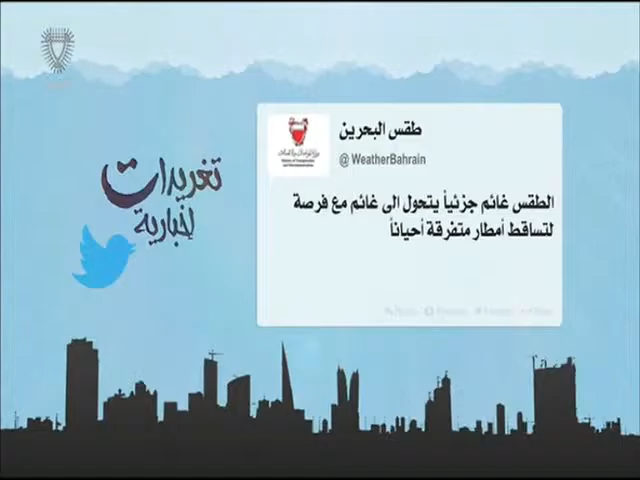 طقس البحرين
@WeatherBahrain
الطقس غائم جزئياً يتحول الى غائم مع فرصة
لتساقط أمطار متفرقة أحياناً
تغريدات
إخبارية